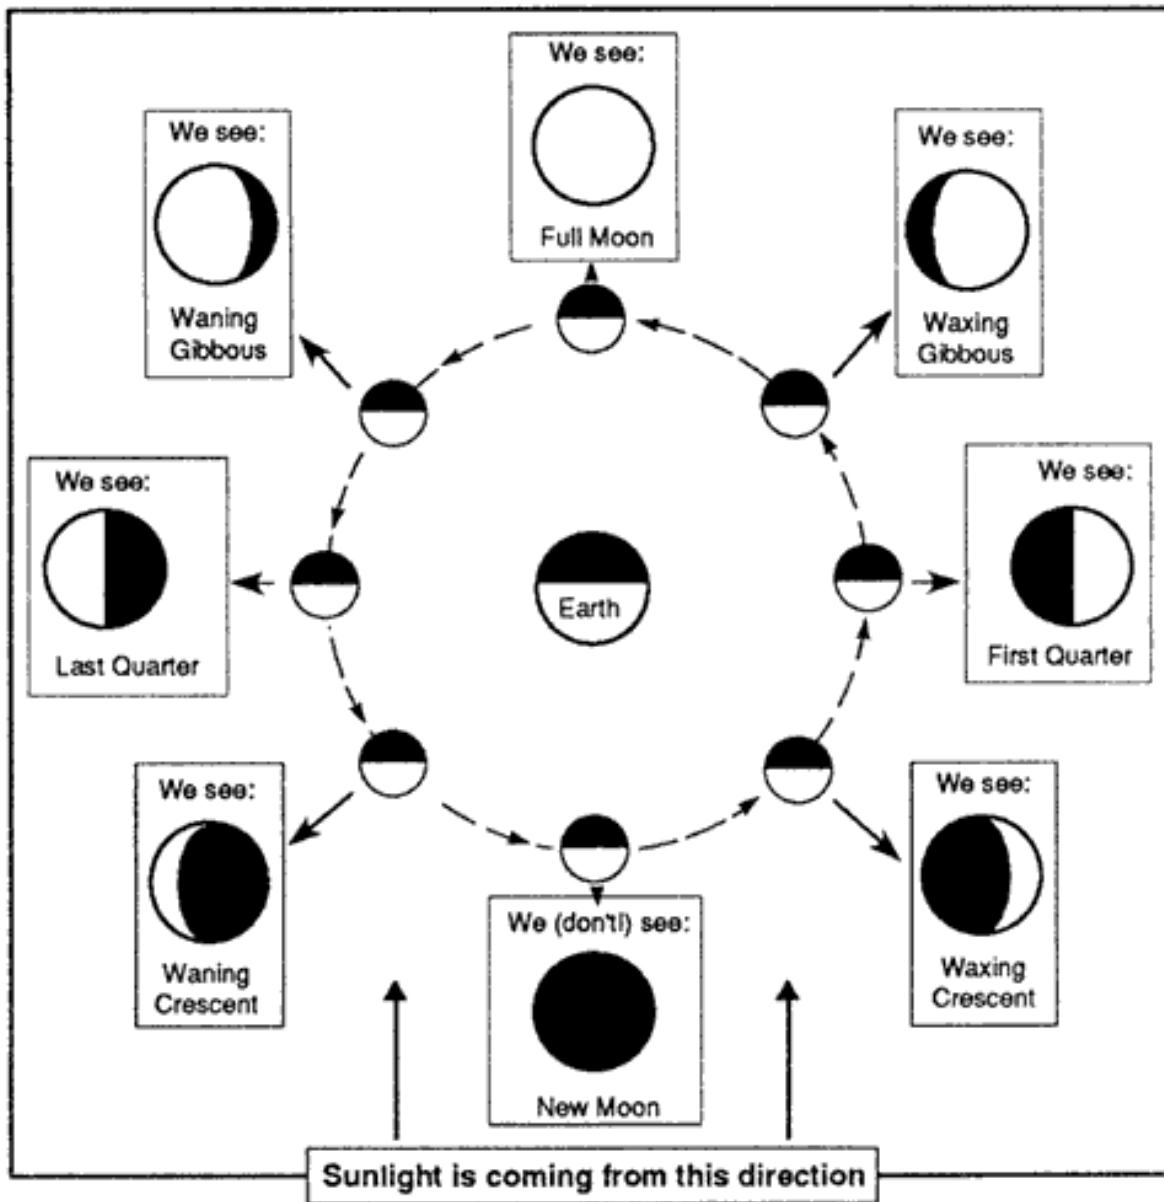 We see:
Full Moon
We see:
Waning
Gibbous
We see:
Waxing
Gibbous
We see:
Last Quarter
Earth
We see:
First Quarter
We see:
Waning
Crescent
We (don'tl) see:
New Moon
We see:
Waxing
Crescent
Sunlight is coming from this direction